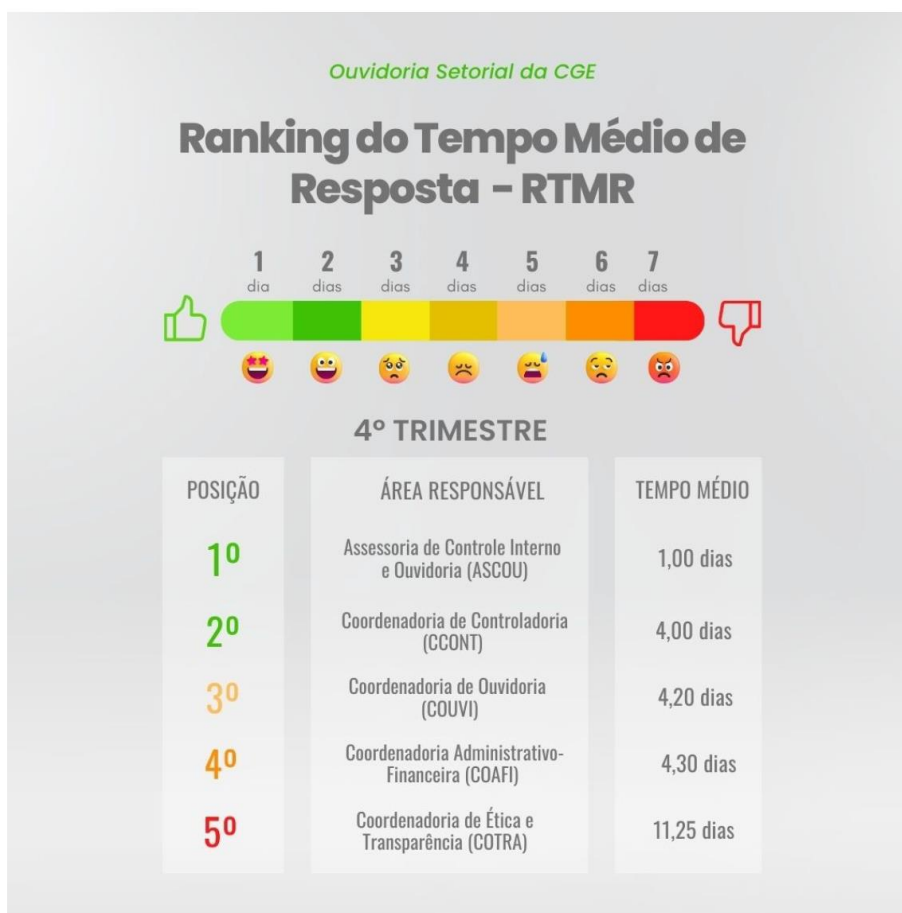 Ouvidoria Setorial da CGE
Ranking do Tempo Médio de
Resposta - RTMR
1 2 3 4 5 6 7
dia dias dias dias dias dias dias
4º TRIMESTRE
POSIÇÃO ÁREA RESPONSÁVEL TEMPO MÉDIO
1º Assessoria de Controle Interno
e Ouvidoria (ASCOU) 1,00 dias
2º Coordenadoria de Controladoria
(CCONT) 4,00 dias
3º Coordenadoria de Ouvidoria
(COUVI) 4,20 dias
4º Coordenadoria Administrativo-
Financeira (COAFI) 4,30 dias
5º Coordenadoria de Ética e
Transparência (COTRA) 11,25 dias